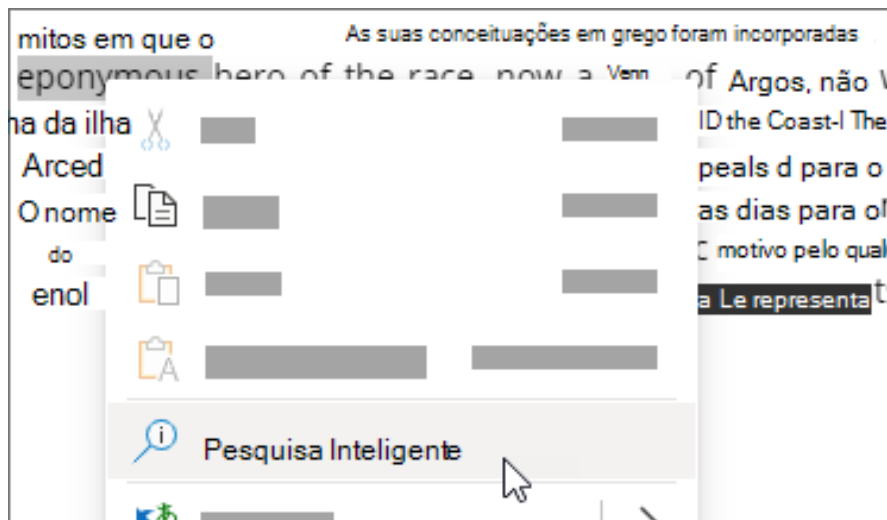 mitos em que o As suas conceituações em grego foram incorporadas
eponymous hero of the race, now a Venn of Argos, não
ha da ilha ID the Coast-I The
Arced peals d para o
O nome as dias para
do motivo pelo qual
enol a Le representa
Pesquisa Inteligente